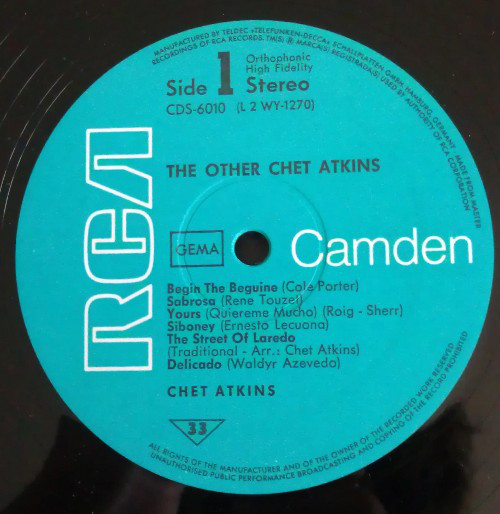 MANUFACTURED BY TELDEC »TELEFUNKEN-DECCA« SCHALLPLATTEN GMBH, HAMBURG, GERMANY MADE FROM MASTER
RECORDINGS OF RCA RECORDS. TM(S) ® MARCA(S) REGISTRADA(S) USED BY AUTHORITY OF RCA CORPORATION
Side 1 Orthophonic
High Fidelity
Stereo
CDS-6010 (L 2 WY-1270)
THE OTHER CHET ATKINS
RCA
GEMA
Camden
Begin The Beguine (Cole Porter)
Sabrosa (Rene Touzel)
Yours (Quiereme Mucho) (Roig - Sherr)
Siboney (Ernesto Lecuona)
The Street Of Laredo
(Traditional - Arr.: Chet Atkins)
Delicado (Waldyr Azevedo)
CHET ATKINS
33
ALL RIGHTS OF THE MANUFACTURER AND OF THE OWNER OF THE RECORDED WORK RESERVED
UNAUTHORISED PUBLIC PERFORMANCE BROADCASTING AND COPYING OF THE RECORD PROHIBITED